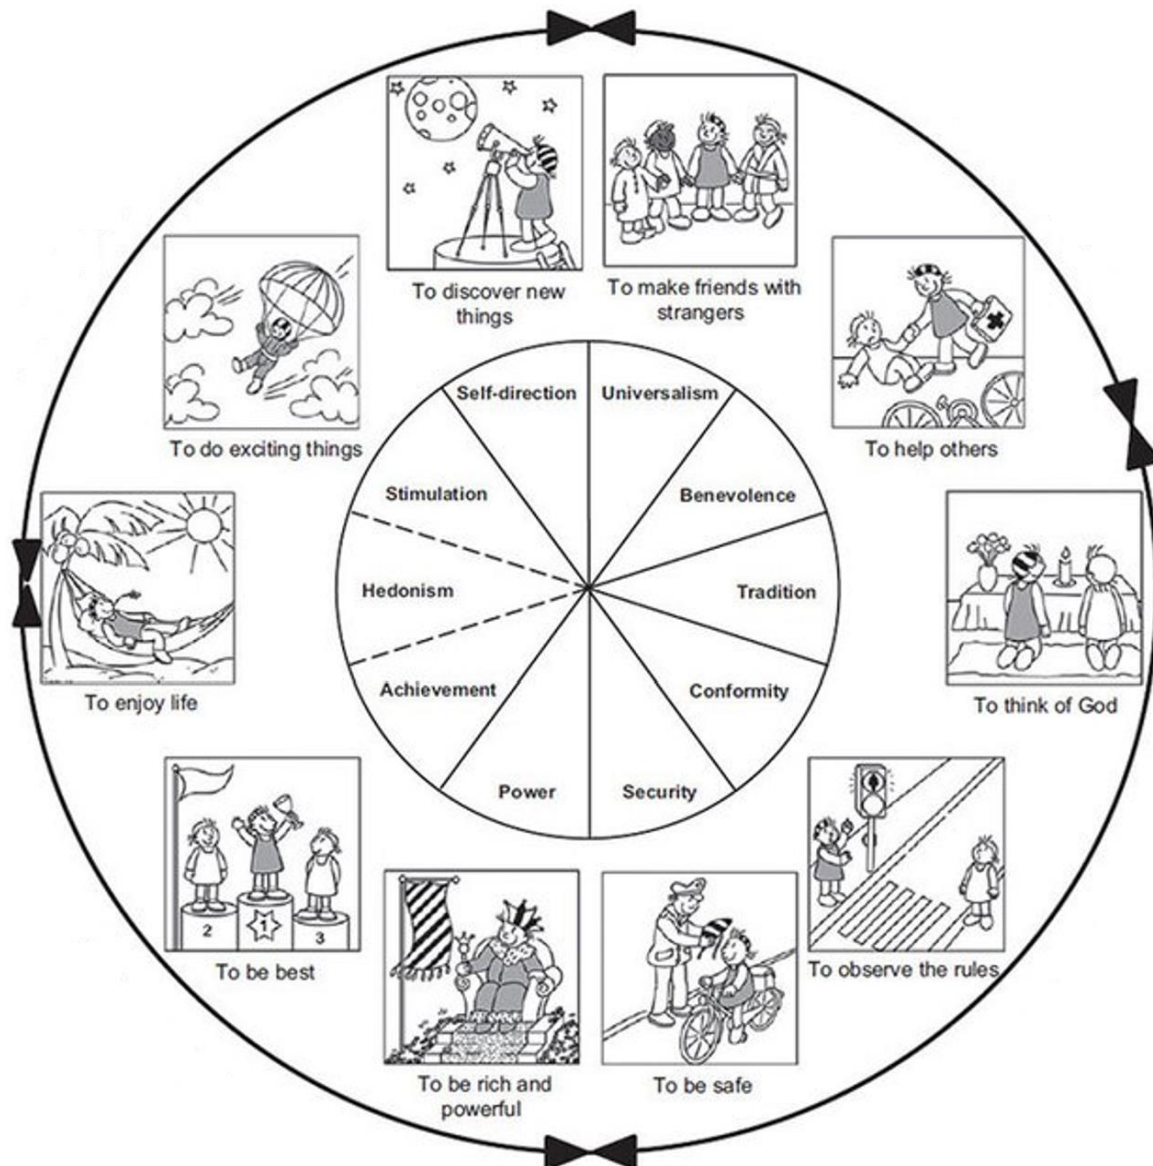 To discover new
things
To make friends with
strangers
To do exciting things
To help others
Self-direction
Universalism
Stimulation
Benevolence
Hedonism
Tradition
Achievement
Conformity
Power
Security
To enjoy life
To think of God
2
1
3
To be best
To observe the rules
To be rich and
powerful
To be safe